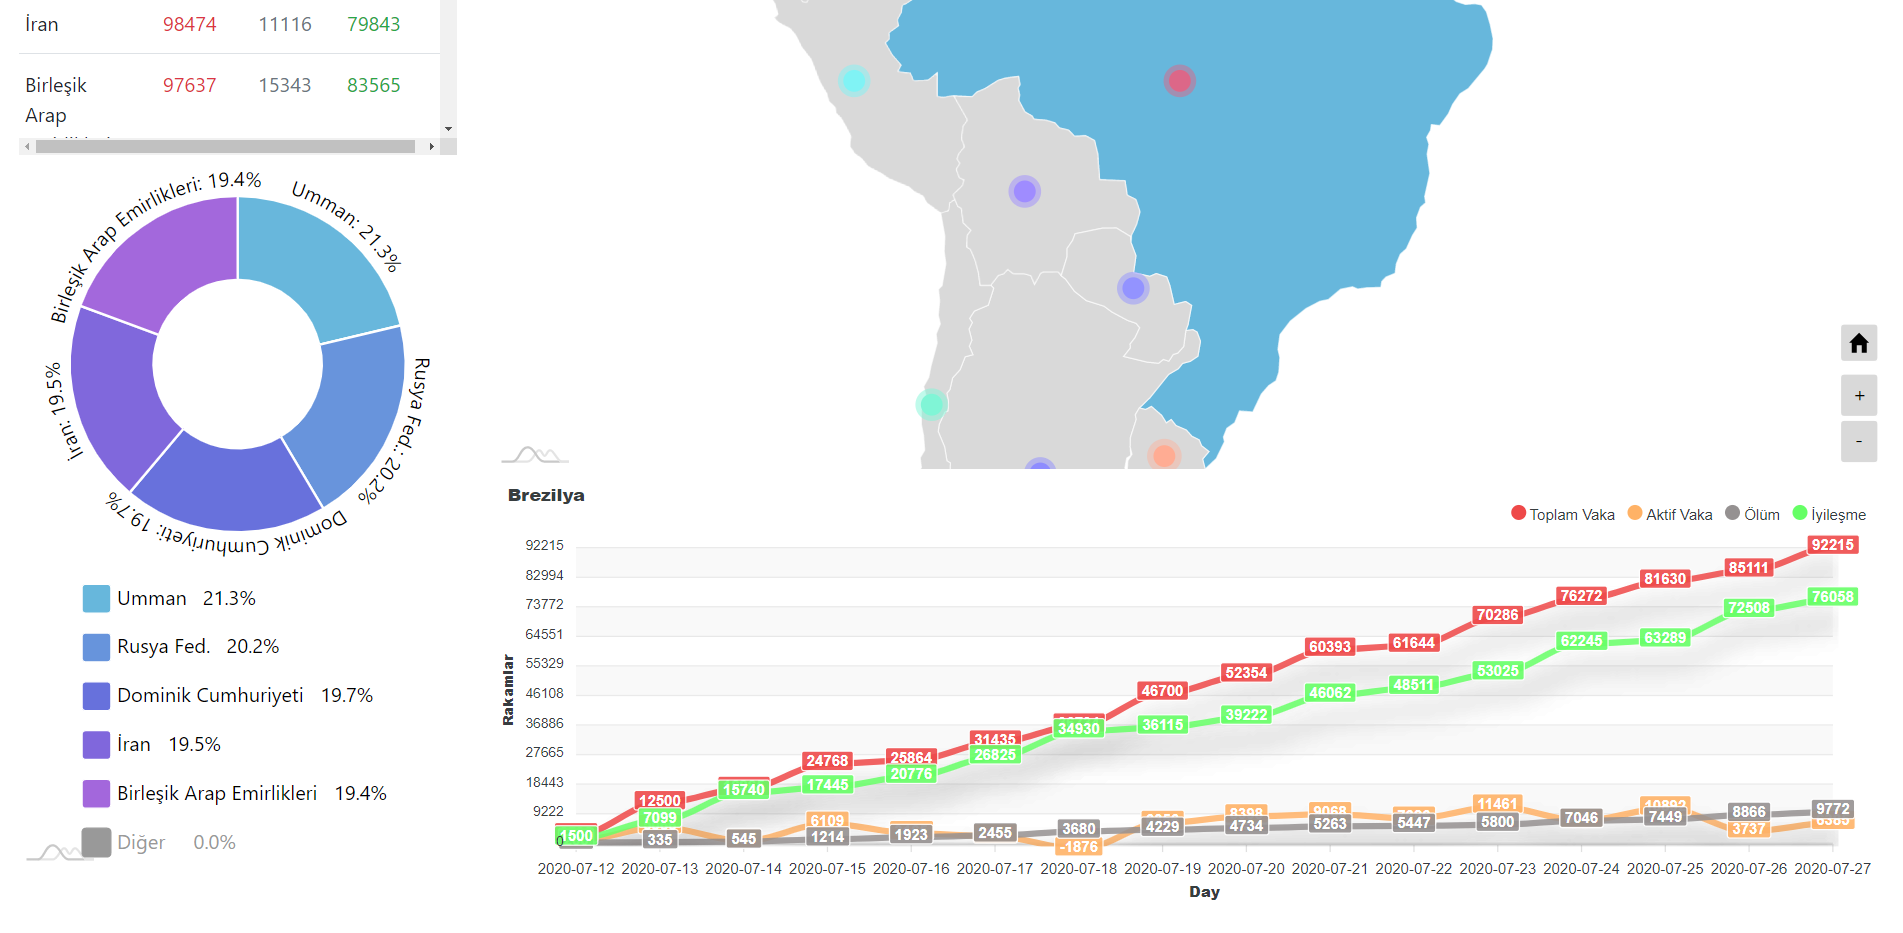 İran 98474 11116 79843
Birleşik 97637 15343 83565
Arap
Umman: 21.3%
Rusya Fed.: 20.2%
Dominik Cumhuriyeti: 19.7%
İran: 19.5%
Birleşik Arap Emirlikleri: 19.4%
Umman 21.3%
Rusya Fed. 20.2%
Dominik Cumhuriyeti 19.7%
İran 19.5%
Birleşik Arap Emirlikleri 19.4%
Diğer 0.0%
+
-
Brezilya
Toplam Vaka Aktif Vaka Ölüm İyileşme
Rakamlar
92215
82994
73772
64551
55329
46108
36886
27665
18443
9222
0
12500 24768 25864 31435 46700 52354 60393 61644 70286 76272 81630 85111 92215
1500 7099 15740 17445 20776 26825 34930 36115 39222 46062 48511 53025 62245 63289 72508 76058
6109 -1876 9068 11461 3737
335 545 1214 1923 2455 3680 4229 4734 5263 5447 5800 7046 7449 8866 9772
2020-07-12 2020-07-13 2020-07-14 2020-07-15 2020-07-16 2020-07-17 2020-07-18 2020-07-19 2020-07-20 2020-07-21 2020-07-22 2020-07-23 2020-07-24 2020-07-25 2020-07-26 2020-07-27
Day